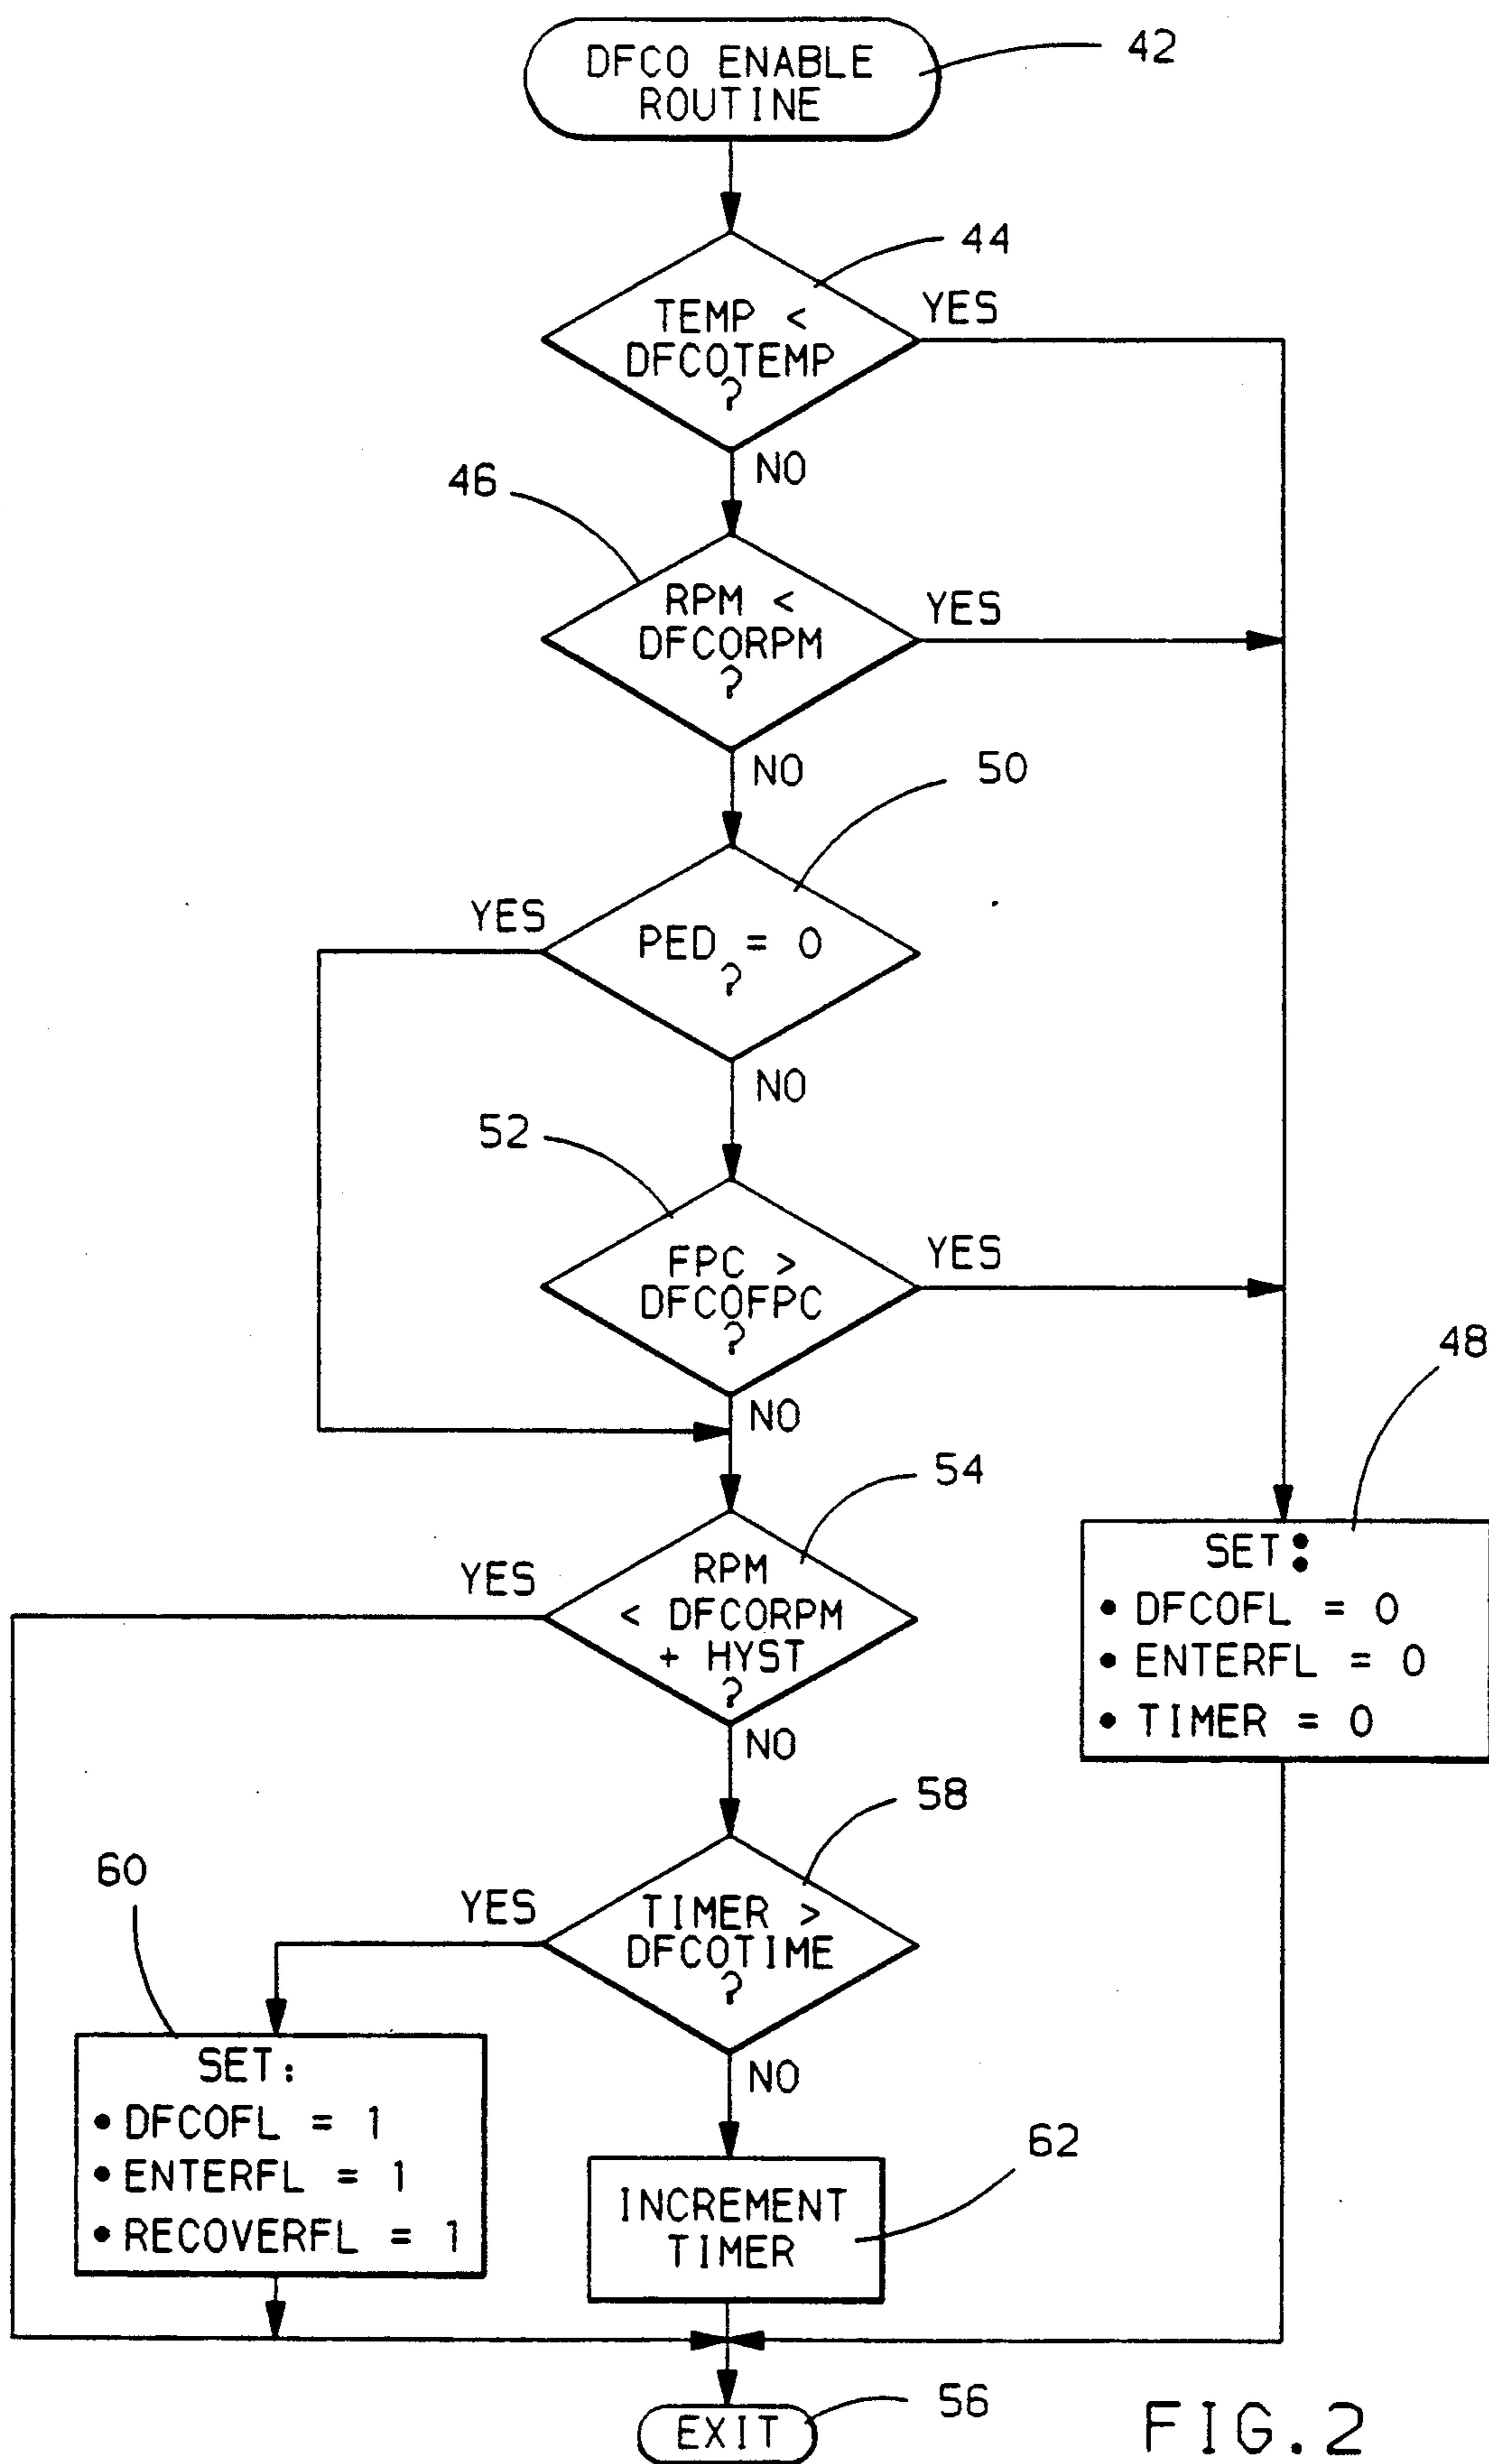 DFCO ENABLE
ROUTINE
42
44
TEMP <
DFCOTEMP
?
YES
NO
46
RPM <
DFCORPM
?
YES
NO
50
YES
PED = 0
?
NO
52
FPC >
DFCOFPC
?
YES
NO
48
54
YES
RPM
< DFCORPM
+ HYST
?
NO
SET:
• DFCOFL = 0
• ENTERFL = 0
• TIMER = 0
58
60
YES
TIMER >
DFCOTIME
?
NO
SET:
• DFCOFL = 1
• ENTERFL = 1
• RECOVERFL = 1
62
INCREMENT
TIMER
56
EXIT
FIG.2